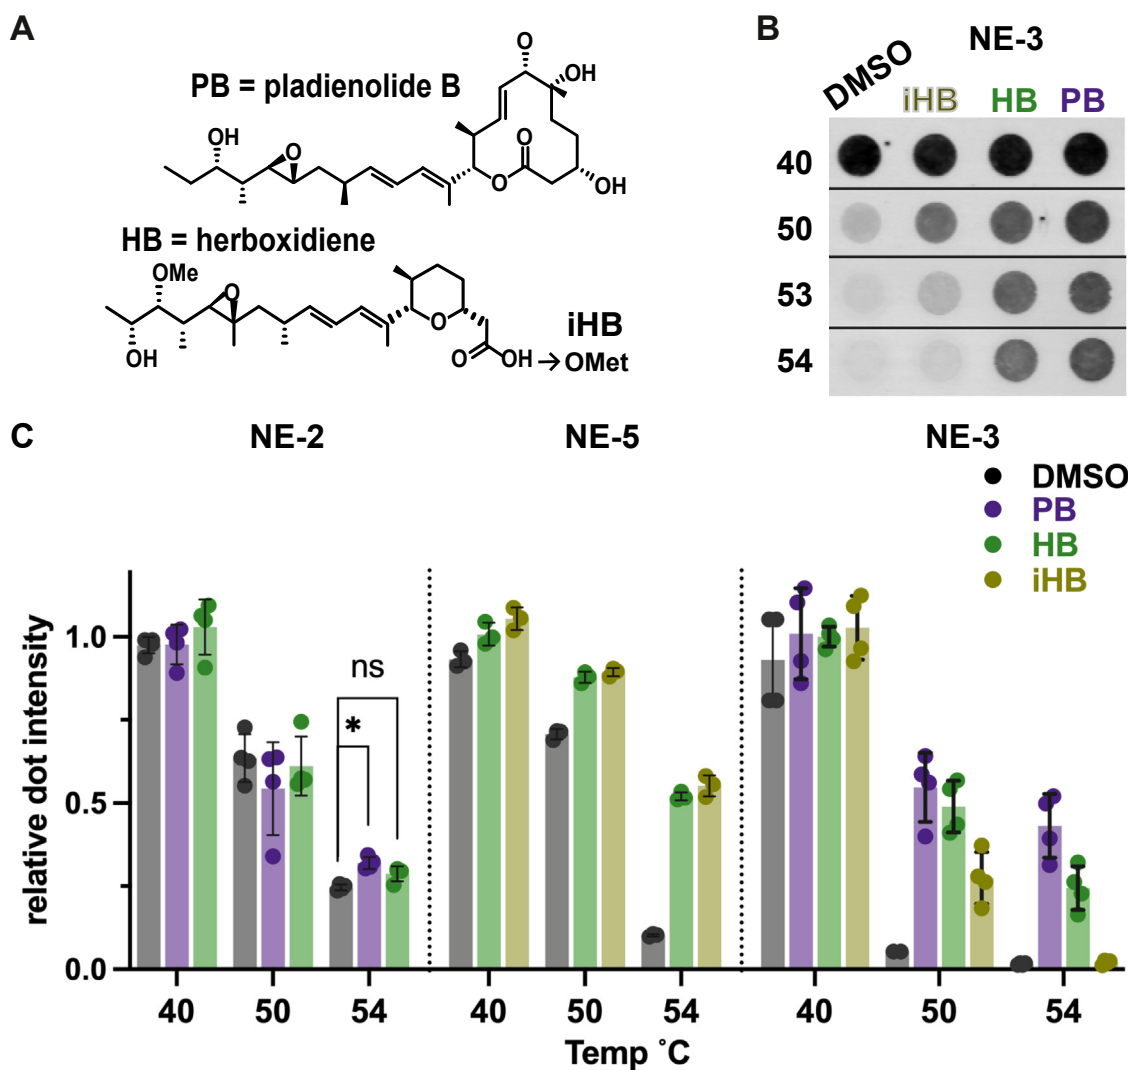 A
PB = pladienolide B
O
OH
OH
O
O
O
OH
HB = herboxidiene
OMe
O
OH
O
O
OH → OMet
iHB
B
NE-3
DMSO
iHB
HB
PB
40
50
53
54
C
NE-2
NE-5
NE-3
DMSO
PB
HB
iHB
relative dot intensity
1.0
0.5
0.0
ns
*
40
50
54
40
50
54
40
50
54
Temp ˚C